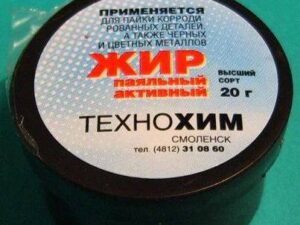 ПРИМЕНЯЕТСЯ
ДЛЯ ПАЙКИ КОРРОДИ
РОВАННЫХ ДЕТАЛЕЙ,
А ТАКЖЕ ЧЕРНЫХ
И ЦВЕТНЫХ МЕТАЛЛОВ
ЖИР
паяльный
активный
ВЫСШИЙ
СОРТ
20 г
ТЕХНОХИМ
СМОЛЕНСК
тел. (4812) 31 08 60